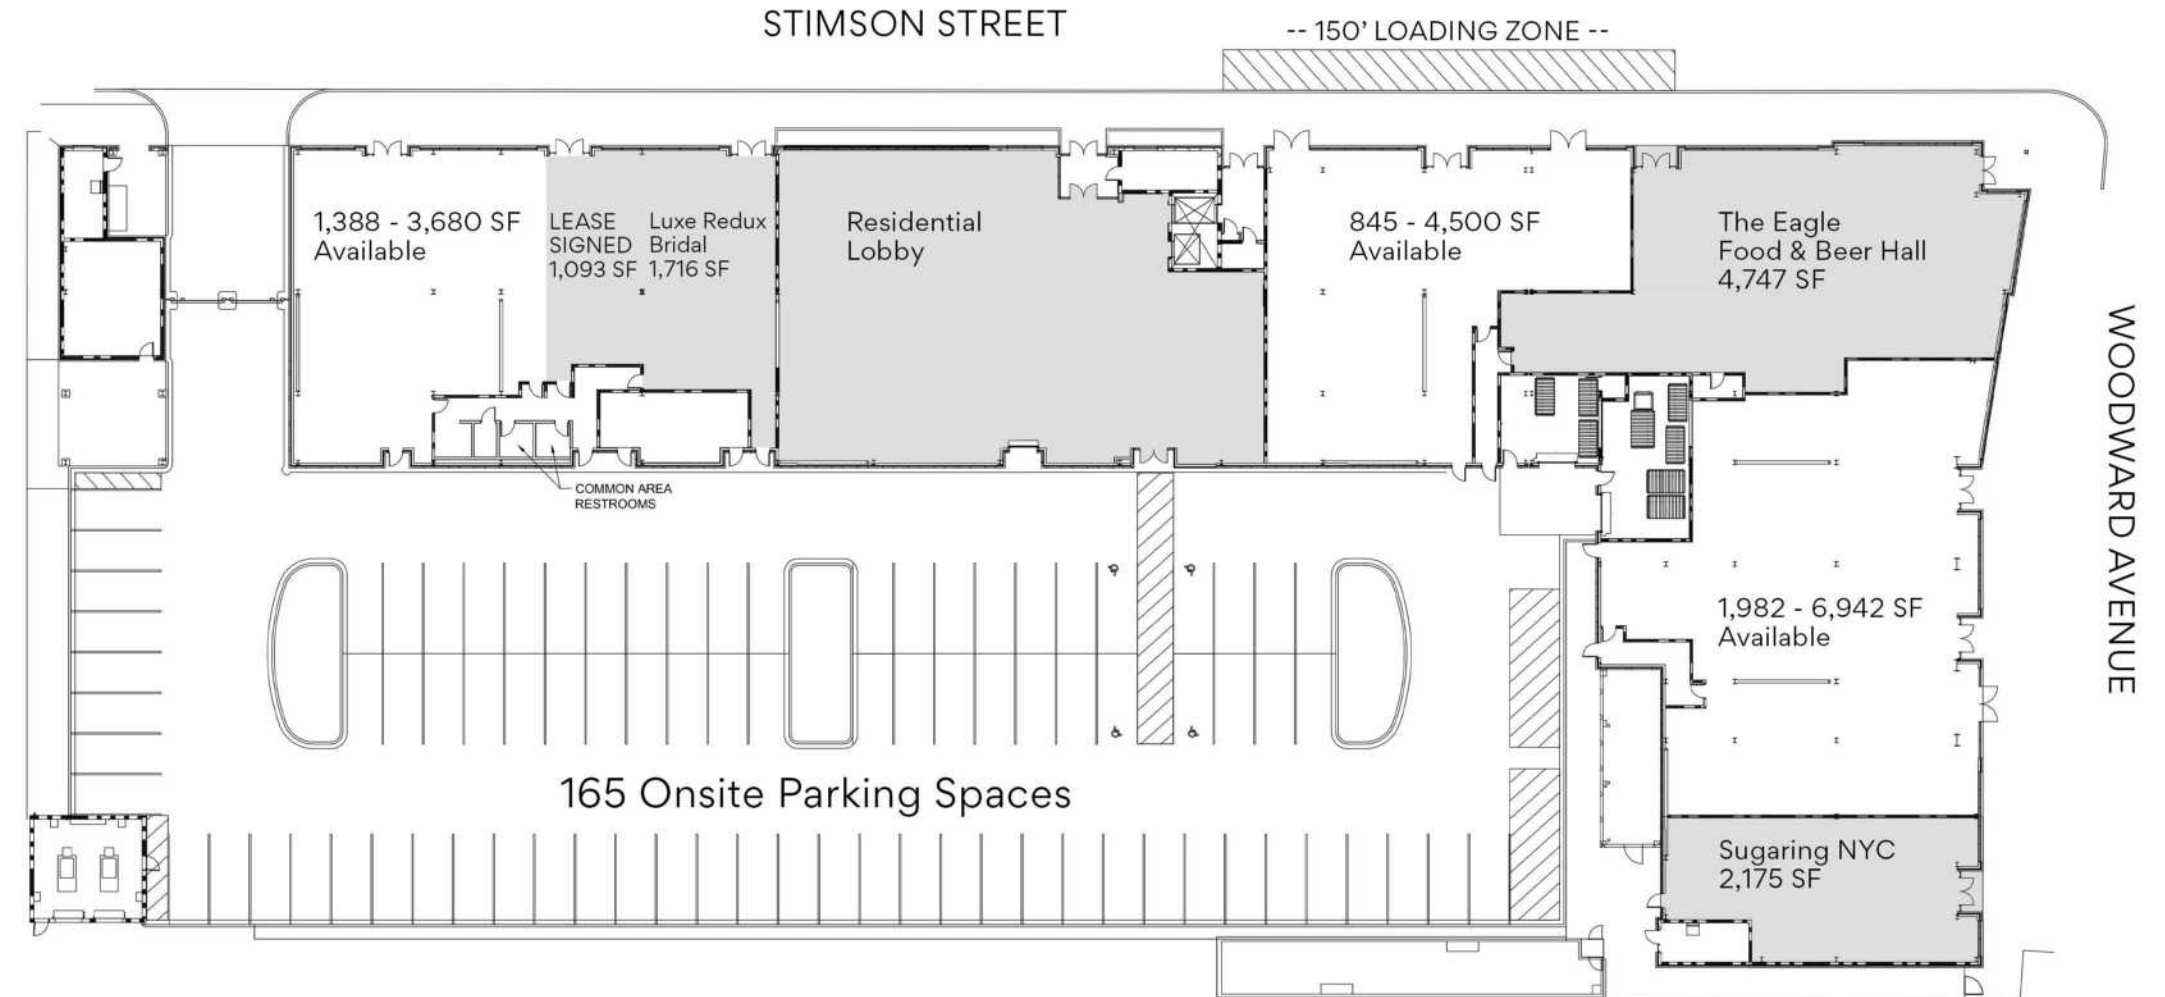 STIMSON STREET
-- 150’ LOADING ZONE --
1,388 - 3,680 SF
Available
LEASE
SIGNED
1,093 SF
Luxe Redux
Bridal
1,716 SF
Residential
Lobby
845 - 4,500 SF
Available
The Eagle
Food & Beer Hall
4,747 SF
WOODWARD AVENUE
COMMON AREA
RESTROOMS
1,982 - 6,942 SF
Available
165 Onsite Parking Spaces
Sugaring NYC
2,175 SF